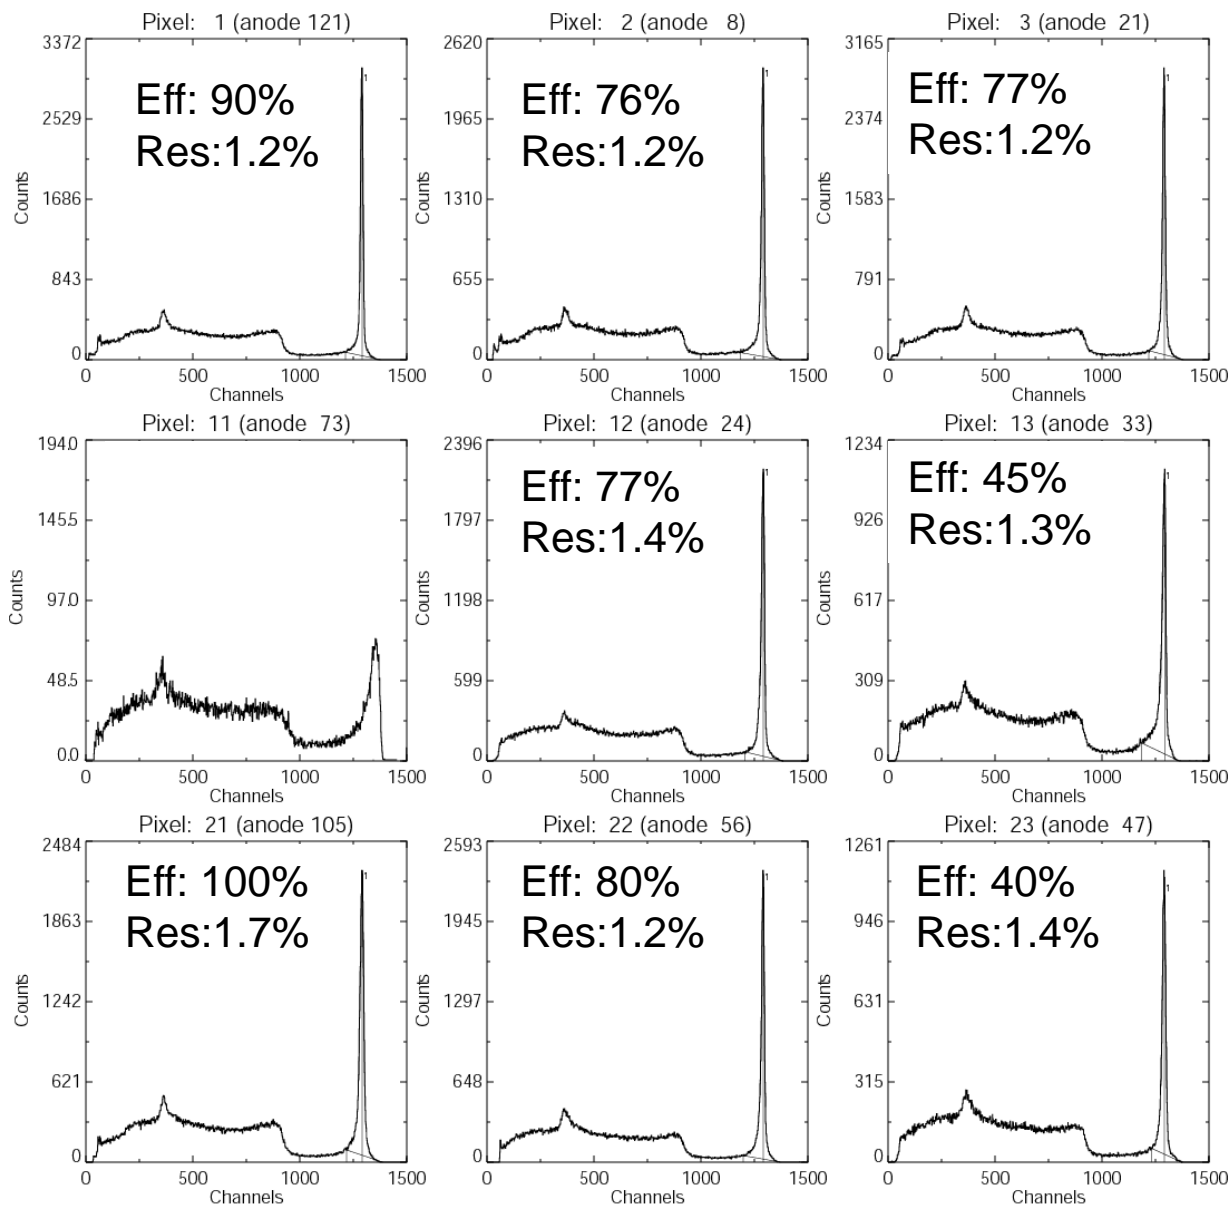 Pixel: 1 (anode 121)
3372
2529
1686
843
0
Counts
Eff: 90%
Res:1.2%
1
0 500 1000 1500
Channels
Pixel: 2 (anode 8)
2620
1965
1310
655
0
Counts
Eff: 76%
Res:1.2%
1
0 500 1000 1500
Channels
Pixel: 3 (anode 21)
3165
2374
1583
791
0
Counts
Eff: 77%
Res:1.2%
1
0 500 1000 1500
Channels
Pixel: 11 (anode 73)
194.0
145.5
97.0
48.5
0.0
Counts
0 500 1000 1500
Channels
Pixel: 12 (anode 24)
2396
1797
1198
599
0
Counts
Eff: 77%
Res:1.4%
1
0 500 1000 1500
Channels
Pixel: 13 (anode 33)
1234
926
617
309
0
Counts
Eff: 45%
Res:1.3%
1
0 500 1000 1500
Channels
Pixel: 21 (anode 105)
2484
1863
1242
621
0
Counts
Eff: 100%
Res:1.7%
1
0 500 1000 1500
Channels
Pixel: 22 (anode 56)
2593
1945
1297
648
0
Counts
Eff: 80%
Res:1.2%
1
0 500 1000 1500
Channels
Pixel: 23 (anode 47)
1261
946
631
315
0
Counts
Eff: 40%
Res:1.4%
1
0 500 1000 1500
Channels